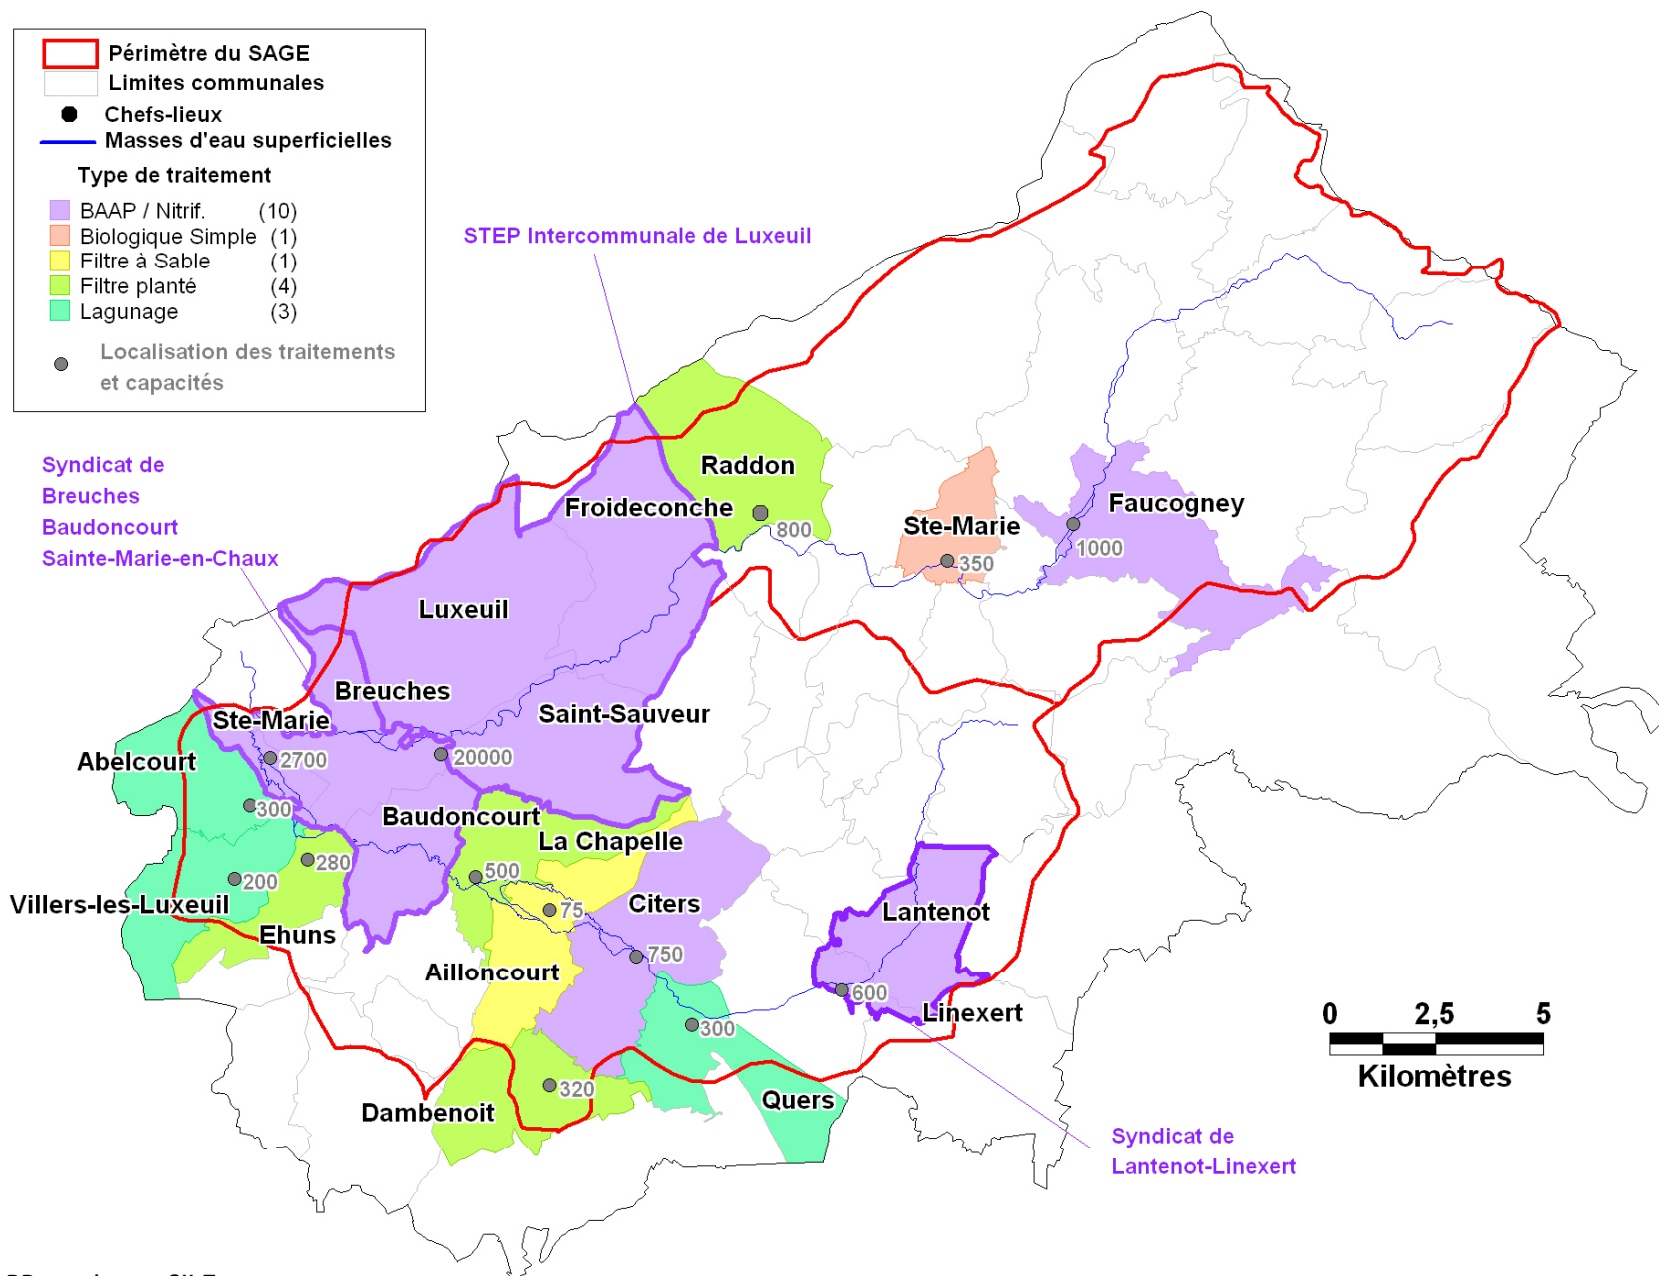 Périmètre du SAGE
Limites communales
Chefs-lieux
Masses d'eau superficielles
Type de traitement
BAAP / Nitrif. (10)
Biologique Simple (1)
Filtre à Sable (1)
Filtre planté (4)
Lagunage (3)
Localisation des traitements
et capacités
STEP Intercommunale de Luxeuil
Syndicat de
Breuches
Baudoncourt
Sainte-Marie-en-Chaux
Raddon
800
Froideconche
Ste-Marie
350
Faucogney
1000
Luxeuil
Breuches
Saint-Sauveur
Ste-Marie
2700
20000
Abelcourt
300
Baudoncourt
La Chapelle
280
500
200
75
Citers
Villers-les-Luxeuil
Ehuns
Lantenot
Ailloncourt
750
600
Linexert
300
320
Dambenoit
Quers
0 2,5 5
Kilomètres
Syndicat de
Lantenot-Linexert